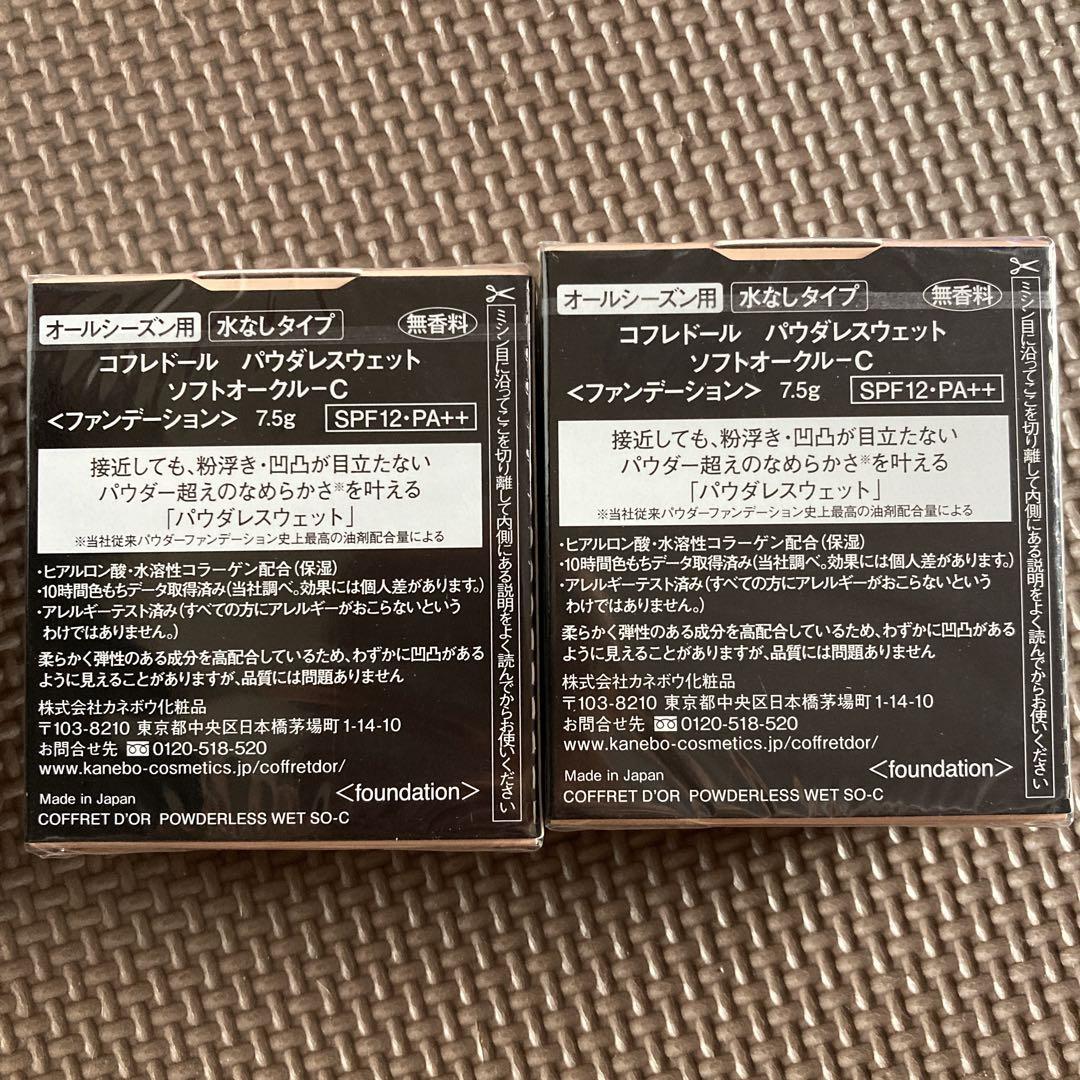 オールシーズン用 水なしタイプ 無香料
コフレドール パウダレスウェット
ソフトオークル-C
<ファンデーション> 7.5g SPF12・PA++
接近しても、粉浮き・凹凸が目立たない
パウダー超えのなめらかさ※を叶える
「パウダレスウェット」
※当社従来パウダーファンデーション史上最高の油剤配合量による
・ヒアルロン酸・水溶性コラーゲン配合(保湿)
・10時間色もちデータ取得済み(当社調べ。効果には個人差があります。)
・アレルギーテスト済み(すべての方にアレルギーがおこらないという
わけではありません。)
柔らかく弾性のある成分を高配合しているため、わずかに凹凸がある
ように見えることがありますが、品質には問題ありません
株式会社カネボウ化粧品
〒103-8210 東京都中央区日本橋茅場町1-14-10
お問合せ先 0120-518-520
www.kanebo-cosmetics.jp/coffretdor/
<foundation>
Made in Japan
COFFRET D'OR POWDERLESS WET SO-C
ミシン目に沿ってここを切り離して内側にある説明をよく読んでからお使いください
オールシーズン用 水なしタイプ 無香料
コフレドール パウダレスウェット
ソフトオークル-C
<ファンデーション> 7.5g SPF12・PA++
接近しても、粉浮き・凹凸が目立たない
パウダー超えのなめらかさ※を叶える
「パウダレスウェット」
※当社従来パウダーファンデーション史上最高の油剤配合量による
・ヒアルロン酸・水溶性コラーゲン配合(保湿)
・10時間色もちデータ取得済み(当社調べ。効果には個人差があります。)
・アレルギーテスト済み(すべての方にアレルギーがおこらないという
わけではありません。)
柔らかく弾性のある成分を高配合しているため、わずかに凹凸がある
ように見えることがありますが、品質には問題ありません
株式会社カネボウ化粧品
〒103-8210 東京都中央区日本橋茅場町1-14-10
お問合せ先 0120-518-520
www.kanebo-cosmetics.jp/coffretdor/
<foundation>
Made in Japan
COFFRET D'OR POWDERLESS WET SO-C
ミシン目に沿ってここを切り離して内側にある説明をよく読んでからお使いください